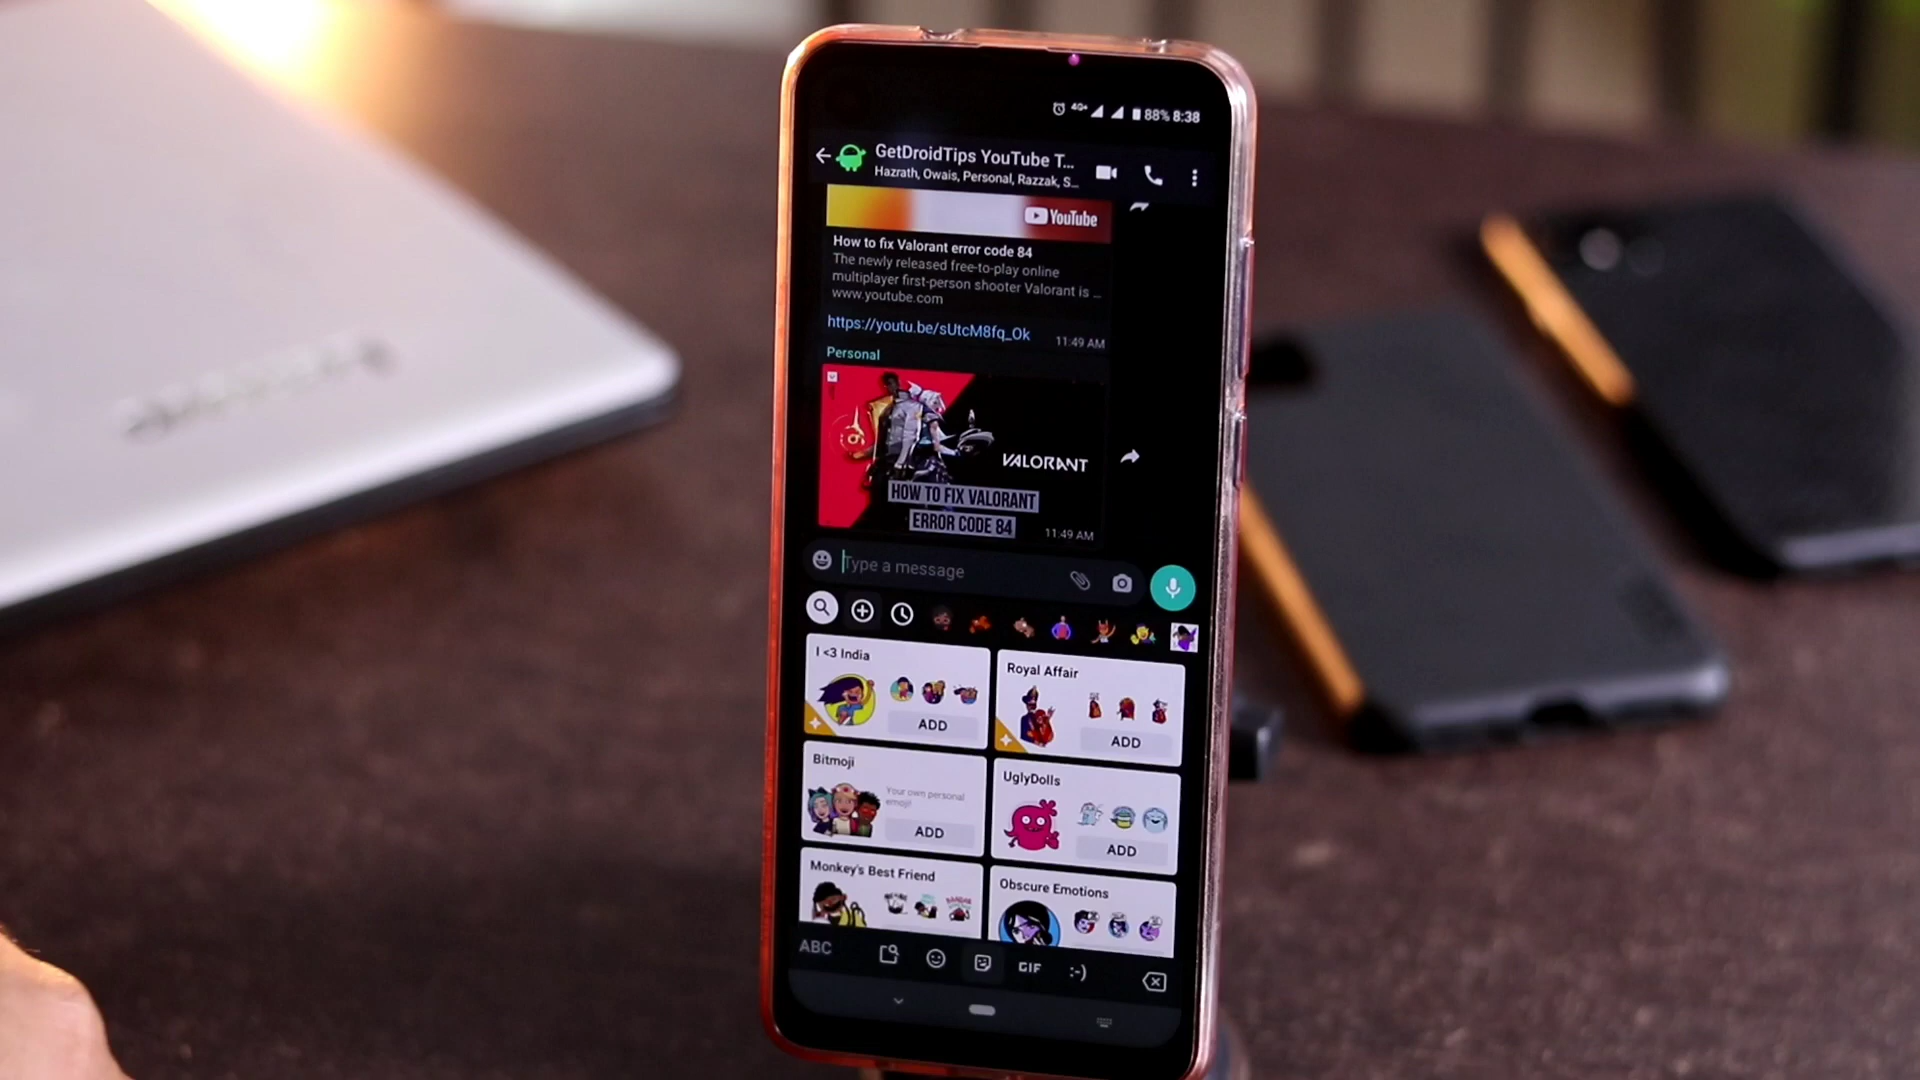 4G+ 88% 8:38
GetDroidTips YouTube T...
Hazrath, Owais, Personal, Razzak, S...
YouTube
How to fix Valorant error code 84
The newly released free-to-play online
multiplayer first-person shooter Valorant is ...
www.youtube.com
https://youtu.be/sUtcM8fq_Ok
11:49 AM
Personal
VALORANT
HOW TO FIX VALORANT
ERROR CODE 84
11:49 AM
Type a message
I <3 India
ADD
Royal Affair
ADD
Bitmoji
Your own personal
emoji!
ADD
UglyDolls
ADD
Monkey's Best Friend
Obscure Emotions
ABC
GIF
:-)